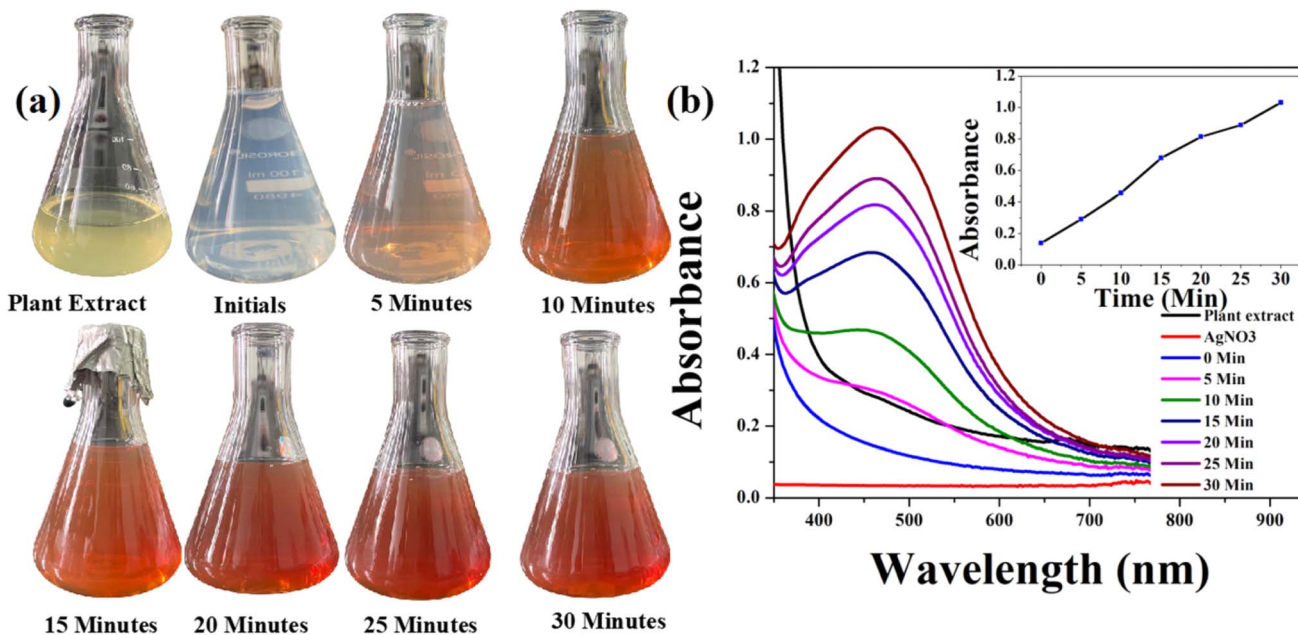 (a)
Plant Extract
Initials
5 Minutes
10 Minutes
15 Minutes
20 Minutes
25 Minutes
30 Minutes
(b)
Absorbance
1.2
1.0
0.8
0.6
0.4
0.2
0.0
400 500 600 700 800 900
Wavelength (nm)
Absorbance
1.2
1.0
0.8
0.6
0.4
0.2
0.0
0 5 10 15 20 25 30
Time (Min)
Plant extract
AgNO3
0 Min
5 Min
10 Min
15 Min
20 Min
25 Min
30 Min